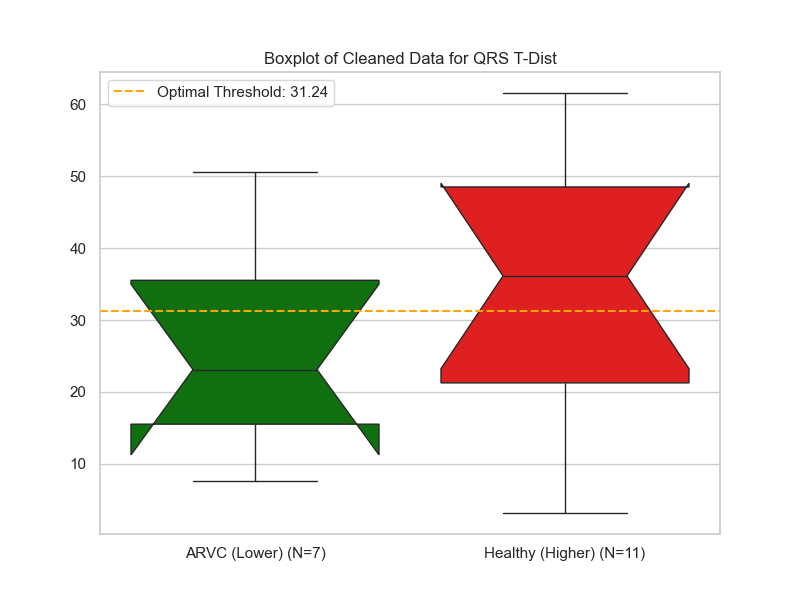 Boxplot of Cleaned Data for QRS T-Dist
Optimal Threshold: 31.24
60
50
40
30
20
10
ARVC (Lower) (N=7)
Healthy (Higher) (N=11)